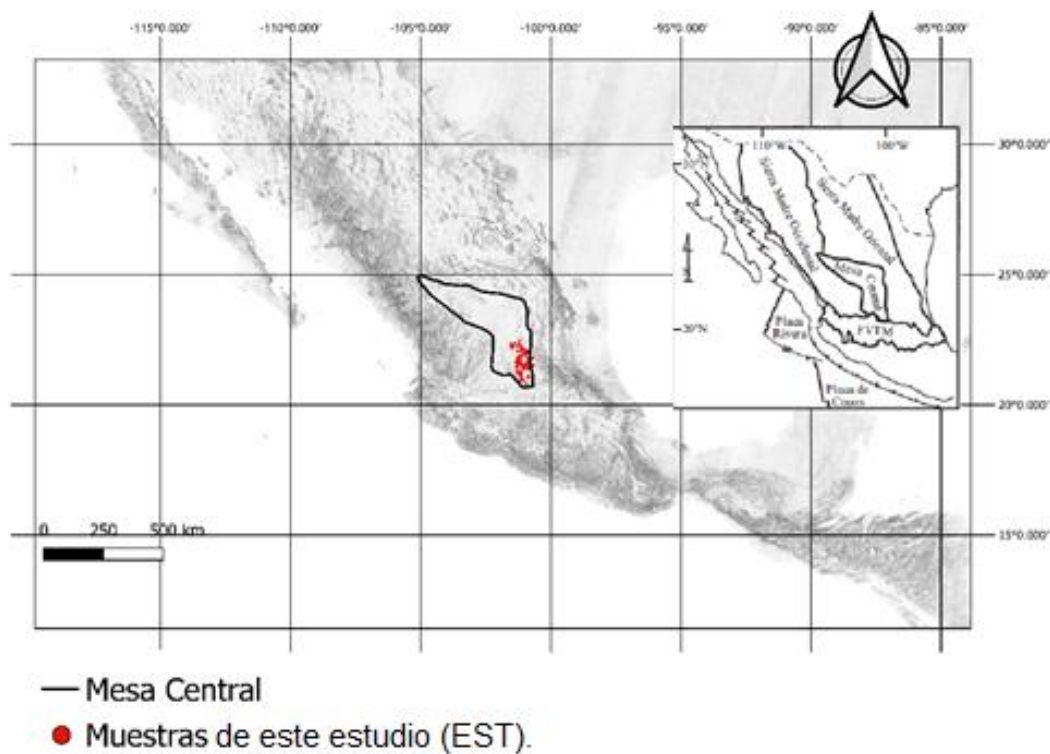 -115°0.000' -110°0.000' -105°0.000' -100°0.000' -95°0.000' -90°0.000' -85°0.000'
30°0.000'
25°0.000'
20°0.000'
15°0.000'
110°W 100°W
Sierra Madre Occidental
Sierra Madre Oriental
Mesa Central
FVTM
20°N
Placa Rivera
Placa de Cocos
0 250 500 km
Mesa Central
Muestras de este estudio (EST).